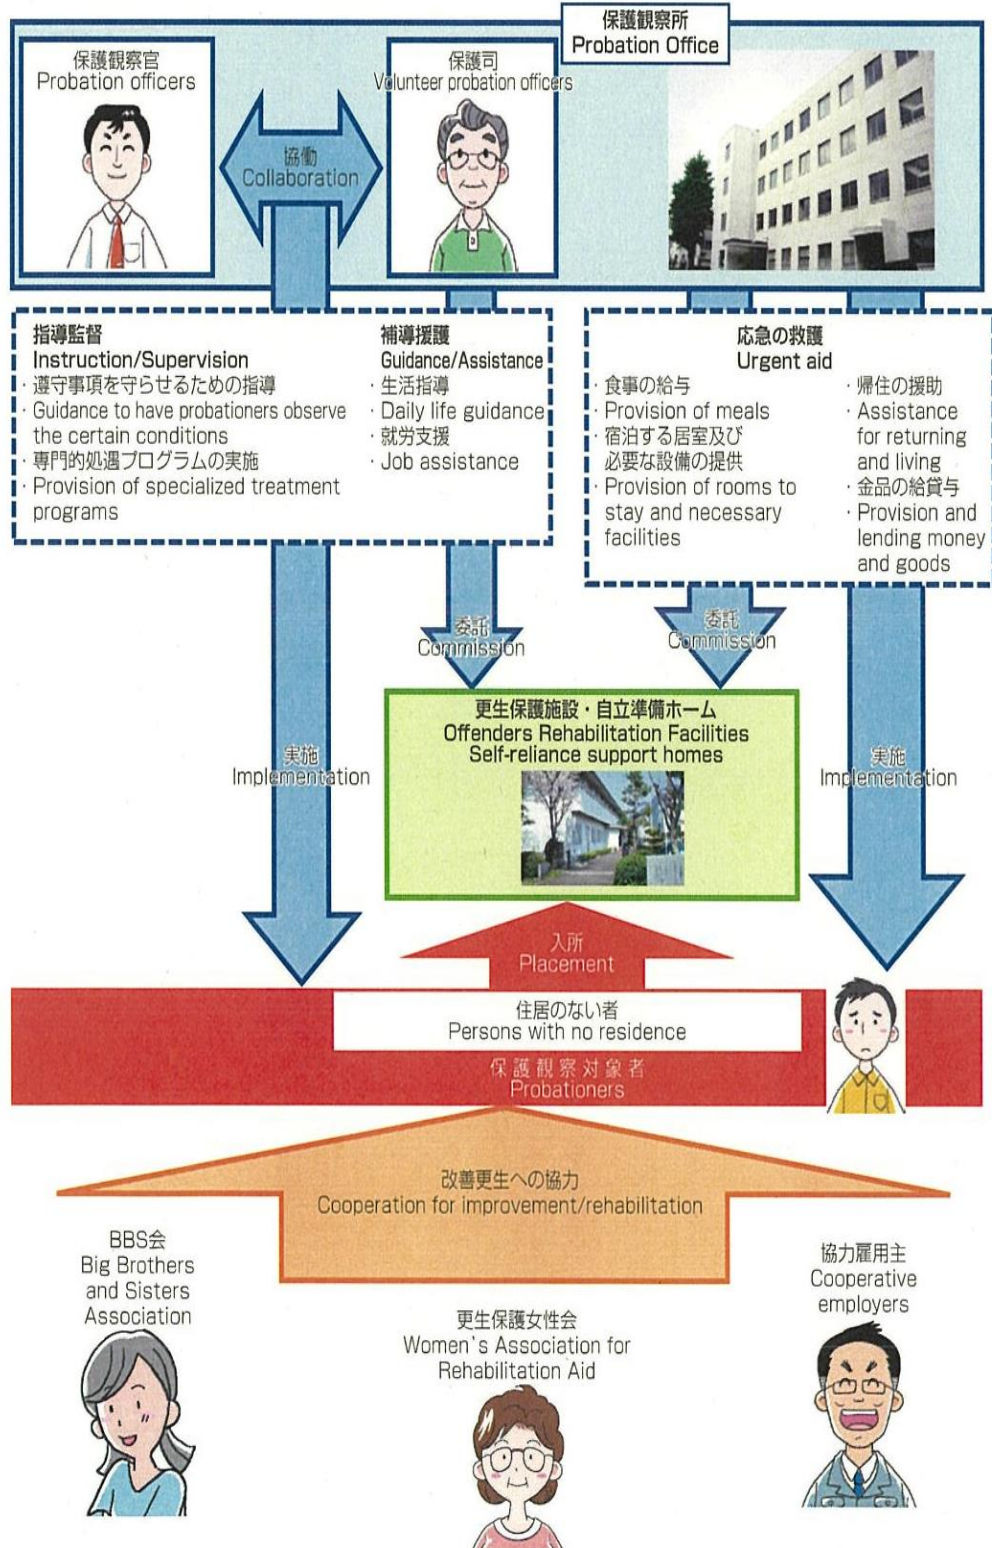 保護観察所
Probation Office
保護観察官
Probation officers
保護司
Volunteer probation officers
協働
Collaboration
指導監督
Instruction/Supervision
・遵守事項を守らせるための指導
・Guidance to have probationers observe
the certain conditions
・専門的処遇プログラムの実施
・Provision of specialized treatment
programs
補導援護
Guidance/Assistance
・生活指導
・Daily life guidance
・就労支援
・Job assistance
応急の救護
Urgent aid
・食事の給与
・Provision of meals
・宿泊する居室及び
必要な設備の提供
・Provision of rooms to
stay and necessary
facilities
・帰住の援助
・Assistance
for returning
and living
・金品の給貸与
・Provision and
lending money
and goods
委託
Commission
委託
Commission
更生保護施設・自立準備ホーム
Offenders Rehabilitation Facilities
Self-reliance support homes
実施
Implementation
実施
Implementation
入所
Placement
住居のない者
Persons with no residence
保護観察対象者
Probationers
改善更生への協力
Cooperation for improvement/rehabilitation
BBS会
Big Brothers
and Sisters
Association
更生保護女性会
Women`s Association for
Rehabilitation Aid
協力雇用主
Cooperative
employers